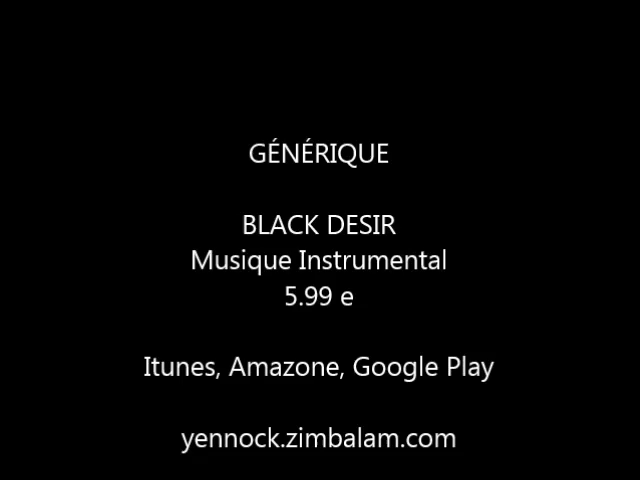 GÉNÉRIQUE
BLACK DESIR
Musique Instrumental
5.99 e
Itunes, Amazone, Google Play
yennock.zimbalam.com